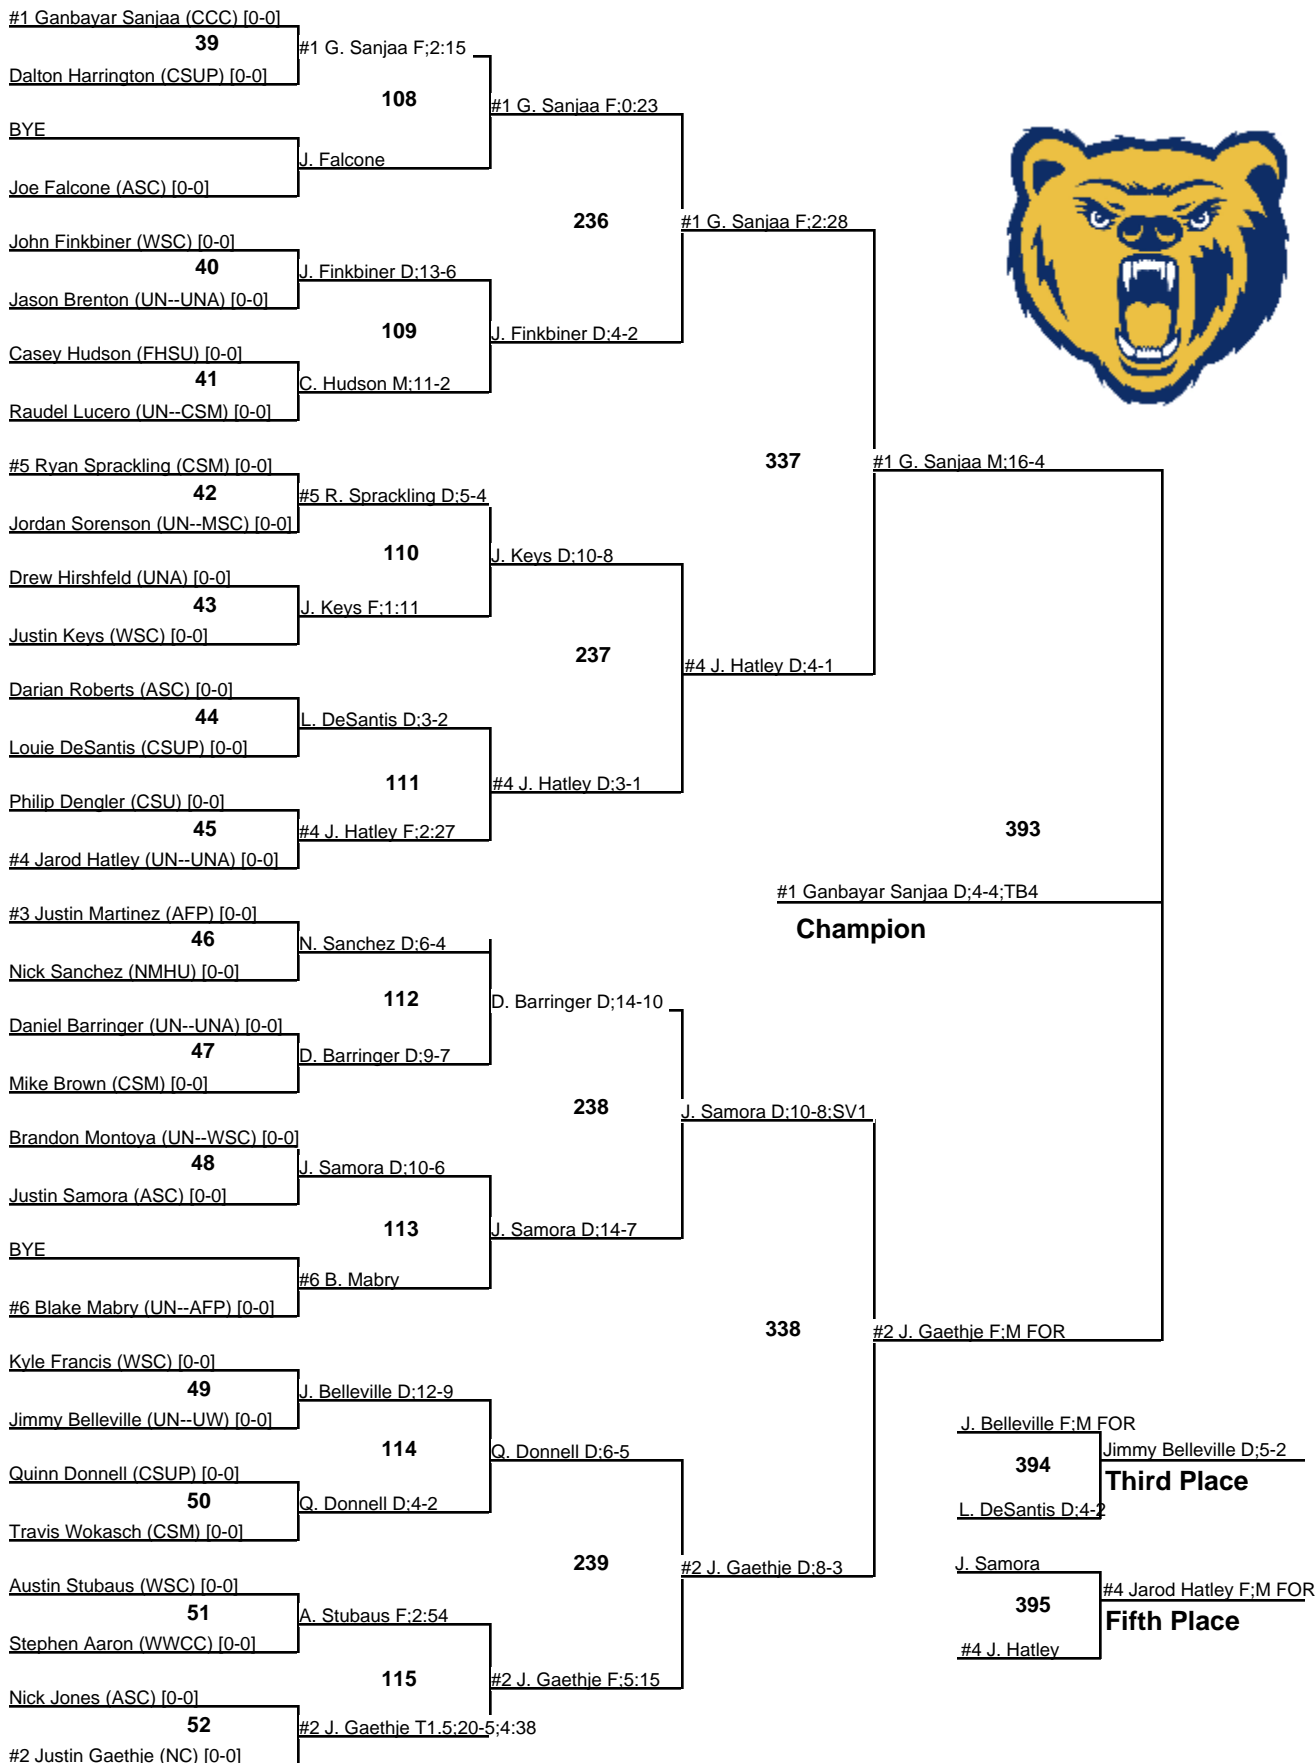 #1 Ganbayar Sanjaa (CCC) [0-0]
39
#1 G. Sanjaa F;2:15
Dalton Harrington (CSUP) [0-0]
108
#1 G. Sanjaa F;0:23
BYE
J. Falcone
Joe Falcone (ASC) [0-0]
236
#1 G. Sanjaa F;2:28
John Finkbiner (WSC) [0-0]
40
J. Finkbiner D;13-6
Jason Brenton (UN--UNA) [0-0]
109
J. Finkbiner D;4-2
Casey Hudson (FHSU) [0-0]
41
C. Hudson M;11-2
Raudel Lucero (UN--CSM) [0-0]
337
#1 G. Sanjaa M;16-4
#5 Ryan Sprackling (CSM) [0-0]
42
#5 R. Sprackling D;5-4
Jordan Sorenson (UN--MSC) [0-0]
110
J. Keys D;10-8
Drew Hirshfeld (UNA) [0-0]
43
J. Keys F;1:11
Justin Keys (WSC) [0-0]
237
#4 J. Hatley D;4-1
Darian Roberts (ASC) [0-0]
44
L. DeSantis D;3-2
Louie DeSantis (CSUP) [0-0]
111
#4 J. Hatley D;3-1
Philip Dengler (CSU) [0-0]
45
#4 J. Hatley F;2:27
#4 Jarod Hatley (UN--UNA) [0-0]
393
#1 Ganbayar Sanjaa D;4-4;TB4
Champion
#3 Justin Martinez (AFP) [0-0]
46
N. Sanchez D;6-4
Nick Sanchez (NMHU) [0-0]
112
D. Barringer D;14-10
Daniel Barringer (UN--UNA) [0-0]
47
D. Barringer D;9-7
Mike Brown (CSM) [0-0]
238
J. Samora D;10-8;SV1
Brandon Montoya (UN--WSC) [0-0]
48
J. Samora D;10-6
Justin Samora (ASC) [0-0]
113
J. Samora D;14-7
BYE
#6 B. Mabry
#6 Blake Mabry (UN--AFP) [0-0]
338
#2 J. Gaethje F;M FOR
Kyle Francis (WSC) [0-0]
49
J. Belleville D;12-9
Jimmy Belleville (UN--UW) [0-0]
114
Q. Donnell D;6-5
Quinn Donnell (CSUP) [0-0]
50
Q. Donnell D;4-2
Travis Wokasch (CSM) [0-0]
239
#2 J. Gaethje D;8-3
Austin Stubaus (WSC) [0-0]
51
A. Stubaus F;2:54
Stephen Aaron (WWCC) [0-0]
115
#2 J. Gaethje F;5:15
Nick Jones (ASC) [0-0]
52
#2 J. Gaethje T1.5;20-5;4:38
#2 Justin Gaethje (NC) [0-0]
J. Belleville F;M FOR
394
Jimmy Belleville D;5-2
Third Place
L. DeSantis D;4-2
J. Samora
395
#4 Jarod Hatley F;M FOR
Fifth Place
#4 J. Hatley